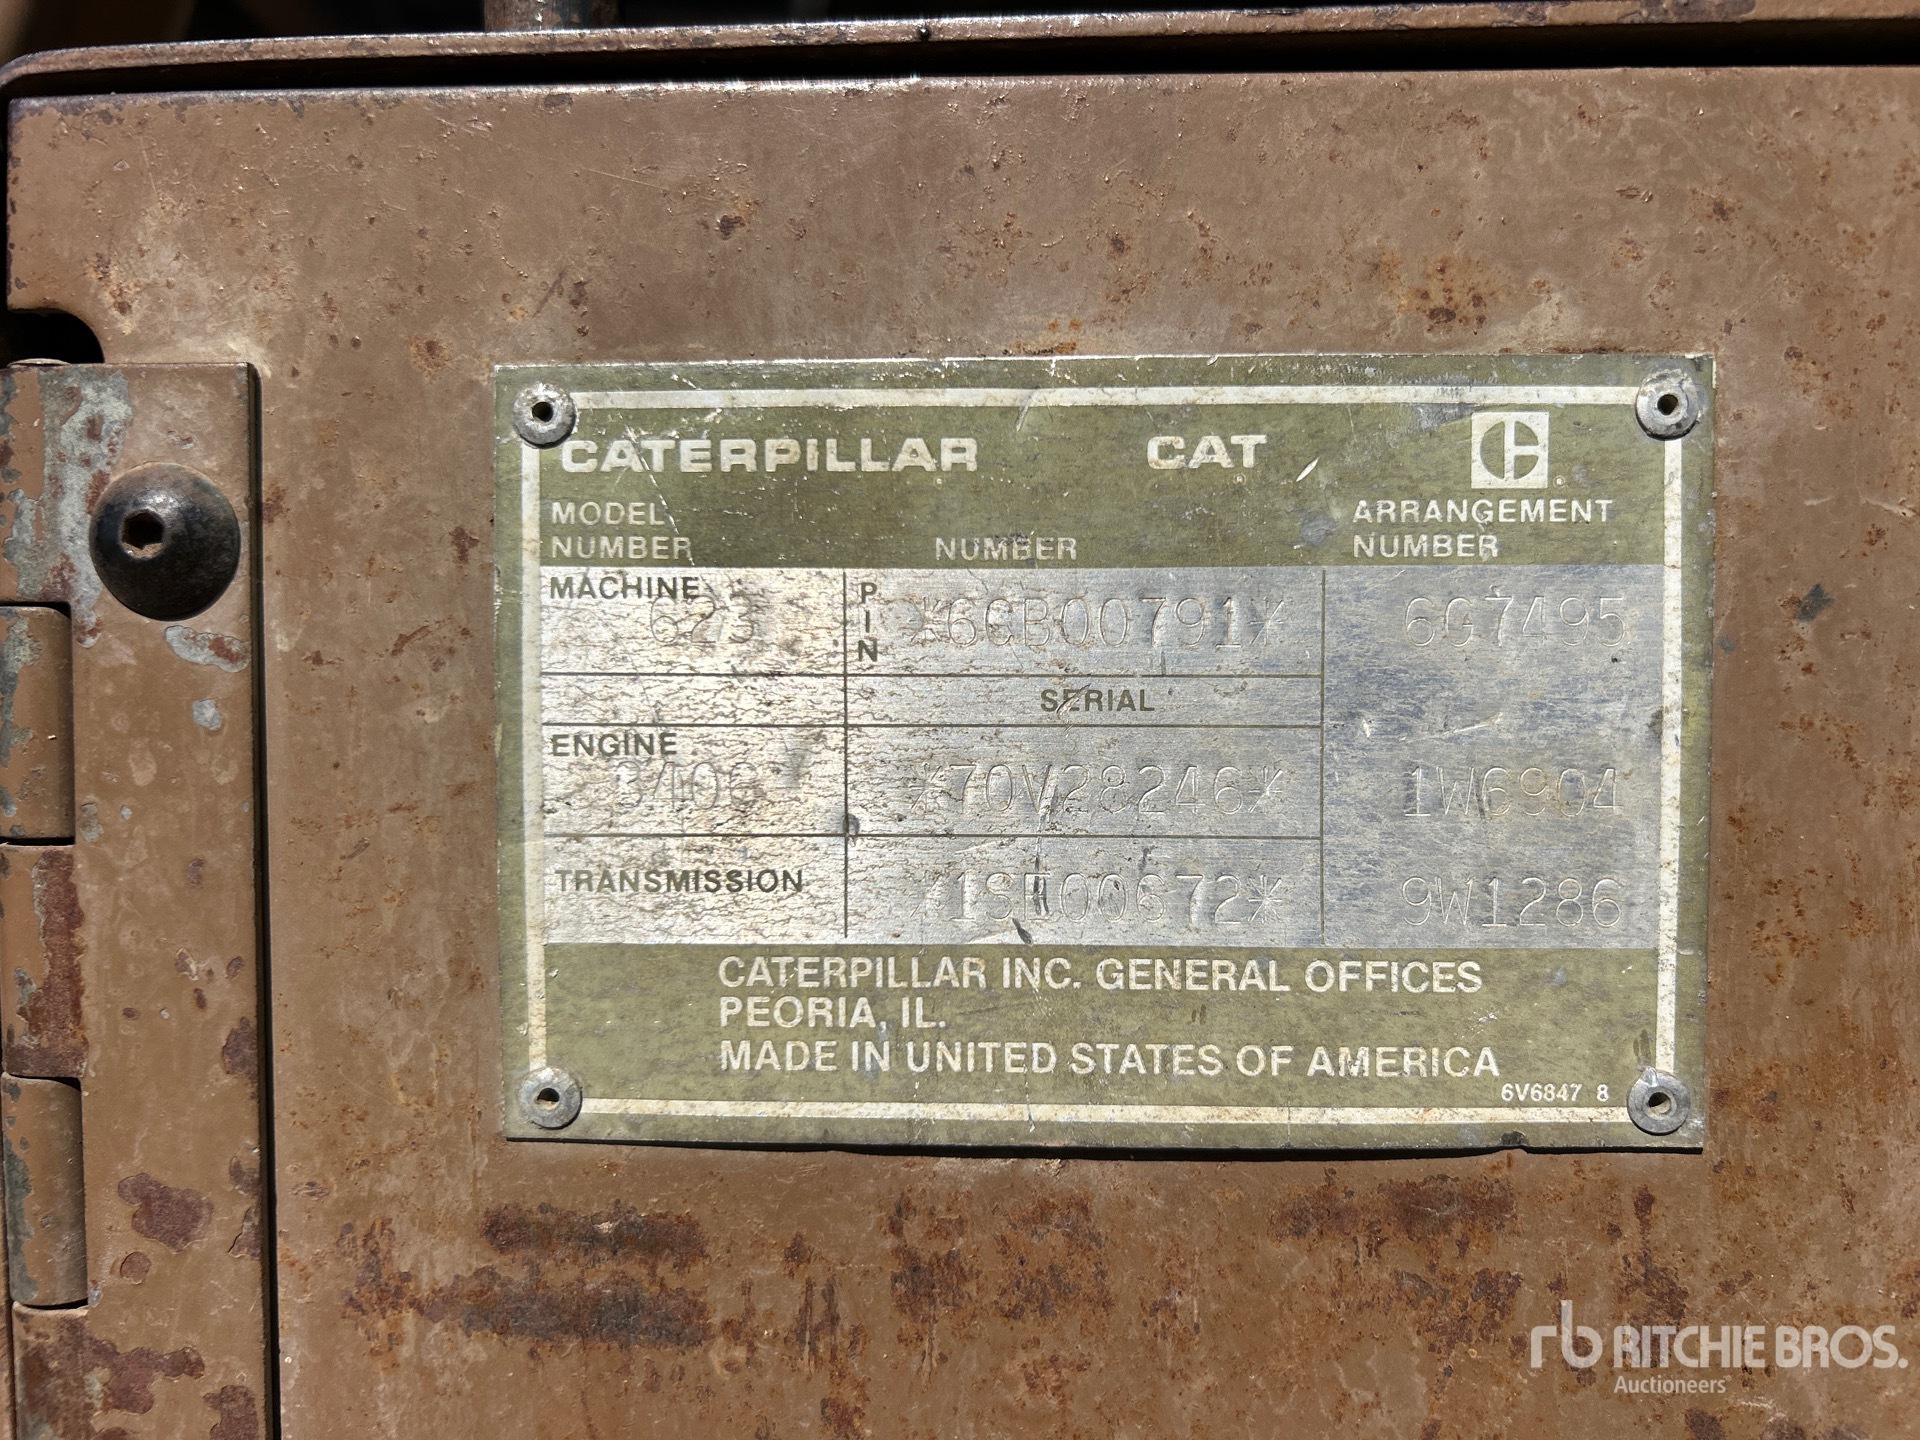 CATERPILLAR CAT
MODEL NUMBER NUMBER ARRANGEMENT NUMBER
MACHINE 623 PIN *6CB00791* 6G7495
SERIAL
ENGINE 3406 *70V28246* 1W6904
TRANSMISSION 9W1286
CATERPILLAR INC. GENERAL OFFICES
PEORIA, IL.
MADE IN UNITED STATES OF AMERICA
6V6847 8
rb RITCHIE BROS.
Auctioneers